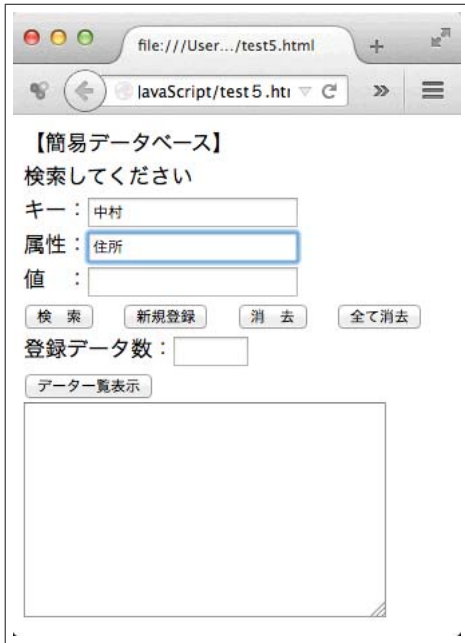 file:///User.../test5.html
JavaScript/test5.htı
【簡易データベース】
検索してください
キー：中村
属性：住所
値　：
検　索　新規登録　消　去　全て消去
登録データ数：
データ一覧表示